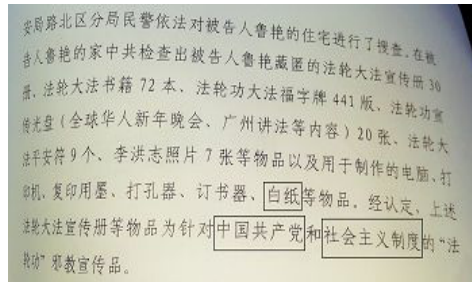 安局路北区分局民警依法对被告人鲁艳的住宅进行了搜查,在被
告人鲁艳的家中共检查出被告人鲁艳藏匿的法轮大法宣传册 30
册、法轮大法书籍 72 本、法轮功大法福字牌 441 版、法轮功宣
传光盘(全球华人新年晚会、广州讲法等内容)20 张、法轮大
法平安符 9 个、李洪志照片 7 张等物品以及用于制作的电脑、打
印机、复印用墨、打孔器、订书器、白纸等物品。经认定,上述
法轮大法宣传册等物品为针对中国共产党和社会主义制度的“法
轮功”邪教宣传品。